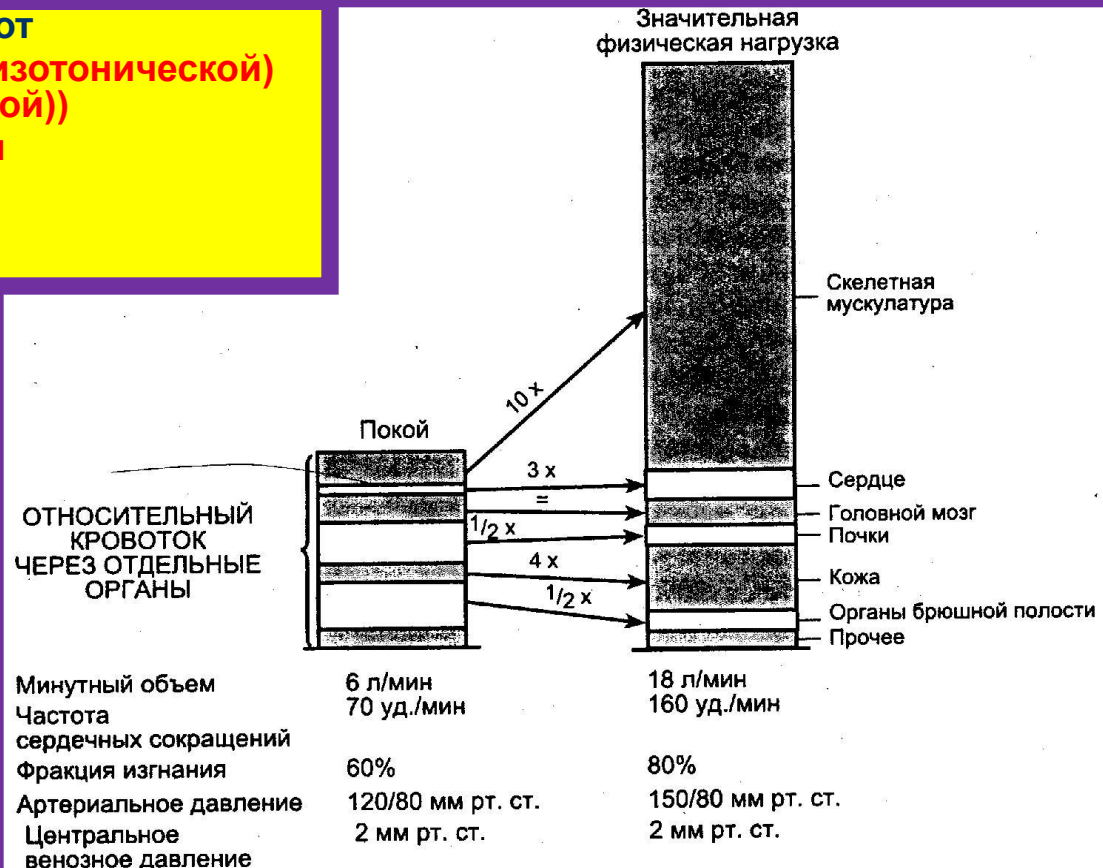 от
изотонической)
ой))
Значительная
физическая нагрузка
Скелетная
мускулатура
10 x
Покой
3 x
=
1/2 x
4 x
1/2 x
Сердце
Головной мозг
Почки
Кожа
Органы брюшной полости
Прочее
ОТНОСИТЕЛЬНЫЙ
КРОВОТОК
ЧЕРЕЗ ОТДЕЛЬНЫЕ
ОРГАНЫ
Минутный объем 6 л/мин 18 л/мин
Частота 70 уд./мин 160 уд./мин
сердечных сокращений
Фракция изгнания 60% 80%
Артериальное давление 120/80 мм рт. ст. 150/80 мм рт. ст.
Центральное 2 мм рт. ст. 2 мм рт. ст.
венозное давление